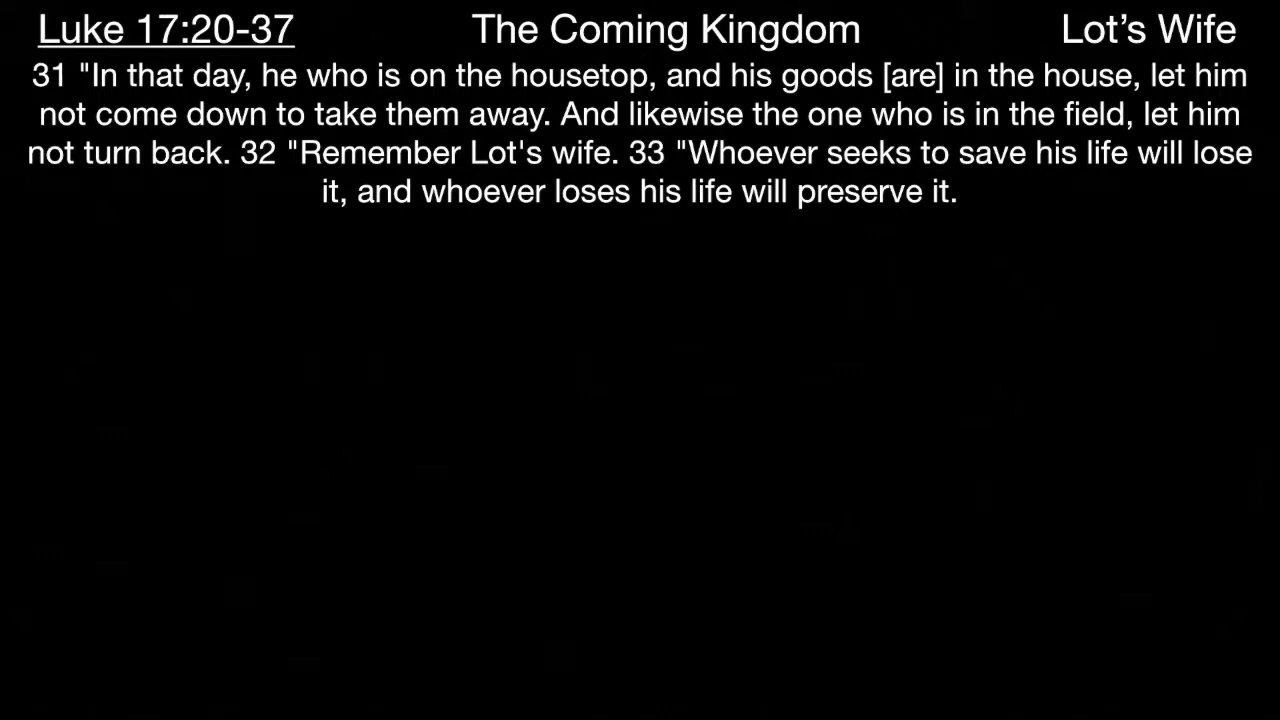 Luke 17:20-37 The Coming Kingdom Lot’s Wife
31 "In that day, he who is on the housetop, and his goods [are] in the house, let him
not come down to take them away. And likewise the one who is in the field, let him
not turn back. 32 "Remember Lot's wife. 33 "Whoever seeks to save his life will lose
it, and whoever loses his life will preserve it.